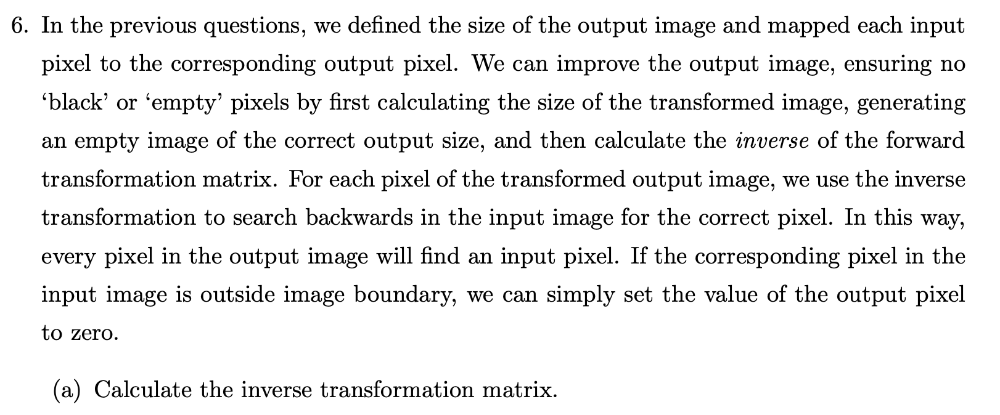 6. In the previous questions, we defined the size of the output image and mapped each input
pixel to the corresponding output pixel. We can improve the output image, ensuring no
‘black’ or ‘empty’ pixels by first calculating the size of the transformed image, generating
an empty image of the correct output size, and then calculate the inverse of the forward
transformation matrix. For each pixel of the transformed output image, we use the inverse
transformation to search backwards in the input image for the correct pixel. In this way,
every pixel in the output image will find an input pixel. If the corresponding pixel in the
input image is outside image boundary, we can simply set the value of the output pixel
to zero.
(a) Calculate the inverse transformation matrix.